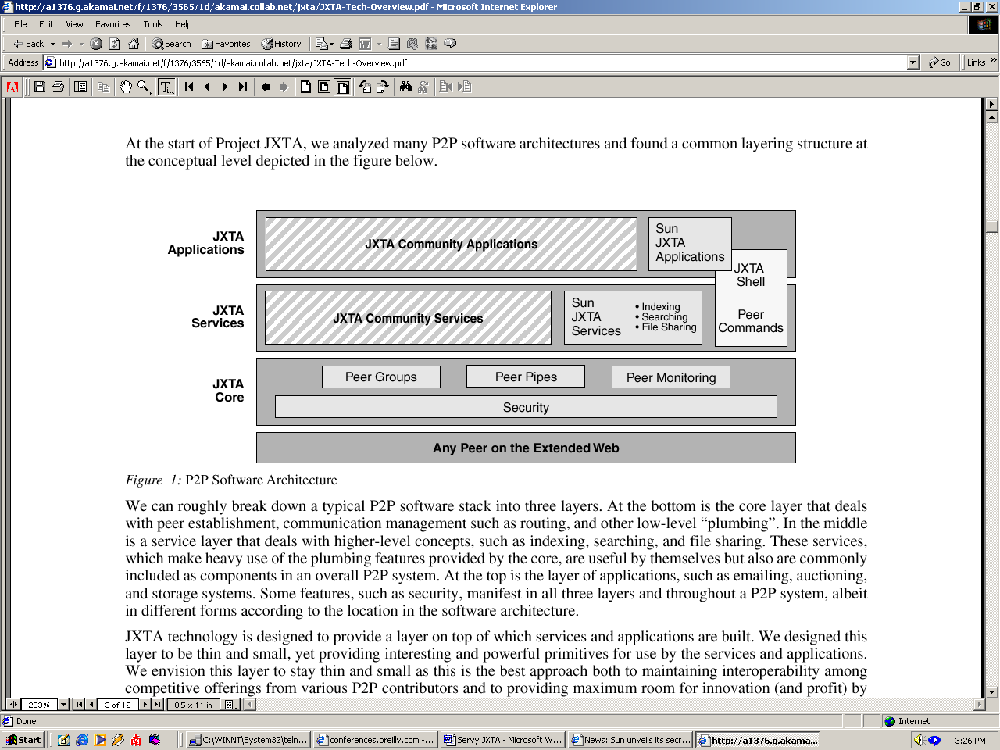 http://a1376.g.akamai.net/f/1376/3565/1d/akamai.collab.net/jxta/JXTA-Tech-Overview.pdf - Microsoft Internet Explorer
File Edit View Favorites Tools Help
Back Search Favorites History
Address http://a1376.g.akamai.net/f/1376/3565/1d/akamai.collab.net/jxta/JXTA-Tech-Overview.pdf Go Links »
At the start of Project JXTA, we analyzed many P2P software architectures and found a common layering structure at
the conceptual level depicted in the figure below.
JXTA
Applications
JXTA Community Applications
Sun
JXTA
Applications
JXTA
Shell
JXTA
Services
JXTA Community Services
Sun
JXTA
Services
• Indexing
• Searching
• File Sharing
Peer
Commands
JXTA
Core
Peer Groups
Peer Pipes
Peer Monitoring
Security
Any Peer on the Extended Web
Figure 1: P2P Software Architecture
We can roughly break down a typical P2P software stack into three layers. At the bottom is the core layer that deals
with peer establishment, communication management such as routing, and other low-level “plumbing”. In the middle
is a service layer that deals with higher-level concepts, such as indexing, searching, and file sharing. These services,
which make heavy use of the plumbing features provided by the core, are useful by themselves but also are commonly
included as components in an overall P2P system. At the top is the layer of applications, such as emailing, auctioning,
and storage systems. Some features, such as security, manifest in all three layers and throughout a P2P system, albeit
in different forms according to the location in the software architecture.
JXTA technology is designed to provide a layer on top of which services and applications are built. We designed this
layer to be thin and small, yet providing interesting and powerful primitives for use by the services and applications.
We envision this layer to stay thin and small as this is the best approach both to maintaining interoperability among
competitive offerings from various P2P contributors and to providing maximum room for innovation (and profit) by
203% 3 of 12 8.5 x 11 in
Done Internet
Start C:\WINNT\System32\teln... conferences.oreilly.com -... Servy JXTA - Microsoft W... News: Sun unveils its secr... http://a1376.g.akama... 3:26 PM